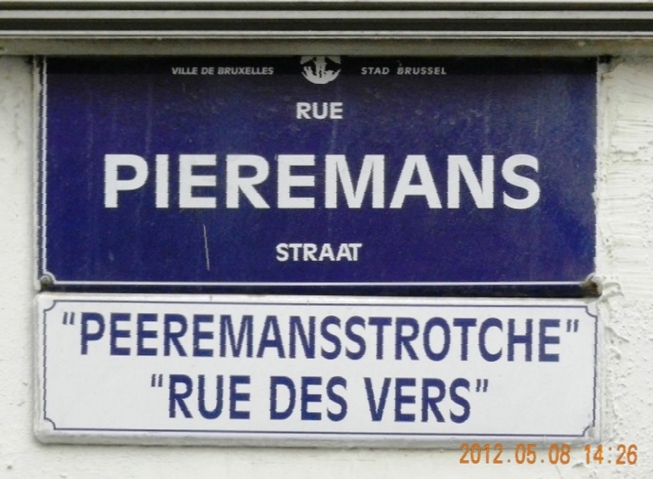 VILLE DE BRUXELLES STAD BRUSSEL
RUE
PIEREMANS
STRAAT
"PEEREMANSSTROTCHE"
"RUE DES VERS"
2012.05.08 14:26